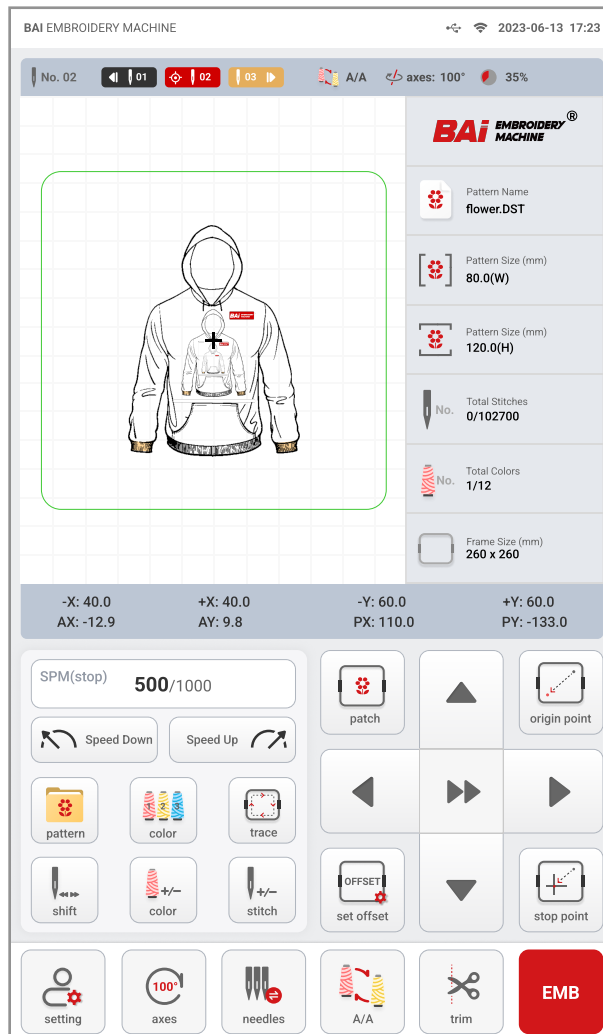 BAI EMBROIDERY MACHINE
2023-06-13 17:23
No. 02
01
02
03
A/A
axes: 100°
35%
BAi EMBROIDERY
MACHINE ®
Pattern Name
flower.DST
Pattern Size (mm)
80.0(W)
Pattern Size (mm)
120.0(H)
No.
Total Stitches
0/102700
No.
Total Colors
1/12
Frame Size (mm)
260 x 260
BAi
-X: 40.0
+X: 40.0
-Y: 60.0
+Y: 60.0
AX: -12.9
AY: 9.8
PX: 110.0
PY: -133.0
SPM(stop)
500/1000
Speed Down
Speed Up
pattern
1 2 3
color
trace
shift
+/-
color
+/-
stitch
patch
origin point
OFFSET
set offset
stop point
setting
100°
axes
needles
A/A
trim
EMB